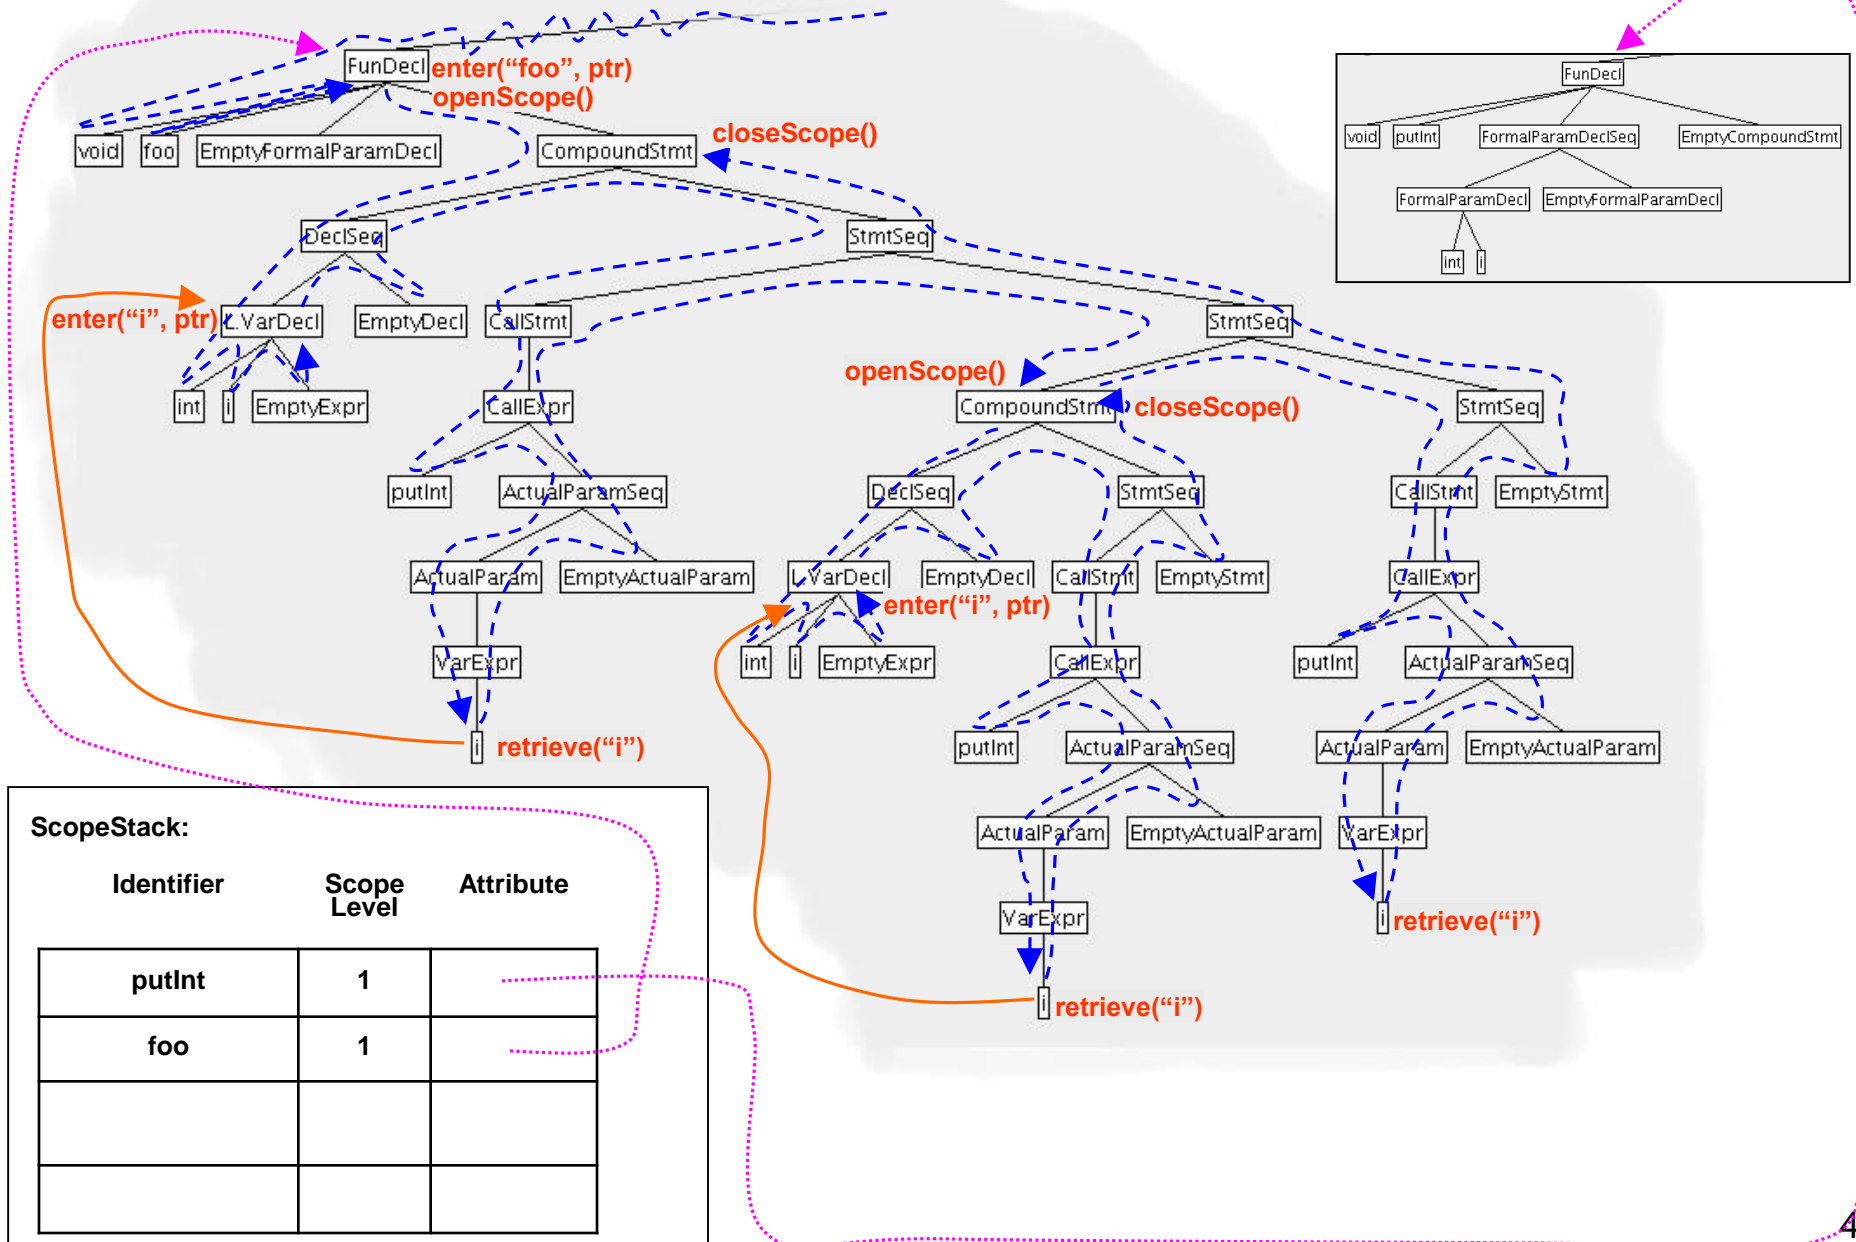 FunDecl
enter(“foo”, ptr)
openScope()
void foo EmptyFormalParamDecl CompoundStmt
closeScope()
DeclSeq StmtSeq
enter(“i”, ptr)
L.VarDecl EmptyDecl CallStmt StmtSeq
openScope()
int i EmptyExpr CallExpr CompoundStmt StmtSeq
closeScope()
putInt ActualParamSeq DeclSeq StmtSeq CallStmt EmptyStmt
ActualParam EmptyActualParam L.VarDecl EmptyDecl CallStmt EmptyStmt CallExpr
enter(“i”, ptr)
VarExpr int i EmptyExpr CallExpr putInt ActualParamSeq
i retrieve(“i”) putInt ActualParamSeq ActualParam EmptyActualParam
ActualParam EmptyActualParam VarExpr
VarExpr i retrieve(“i”)
i retrieve(“i”)
FunDecl
void putInt FormalParamDeclSeq EmptyCompoundStmt
FormalParamDecl EmptyFormalParamDecl
int i
ScopeStack:
Identifier Scope Level Attribute
putInt 1
foo 1
4